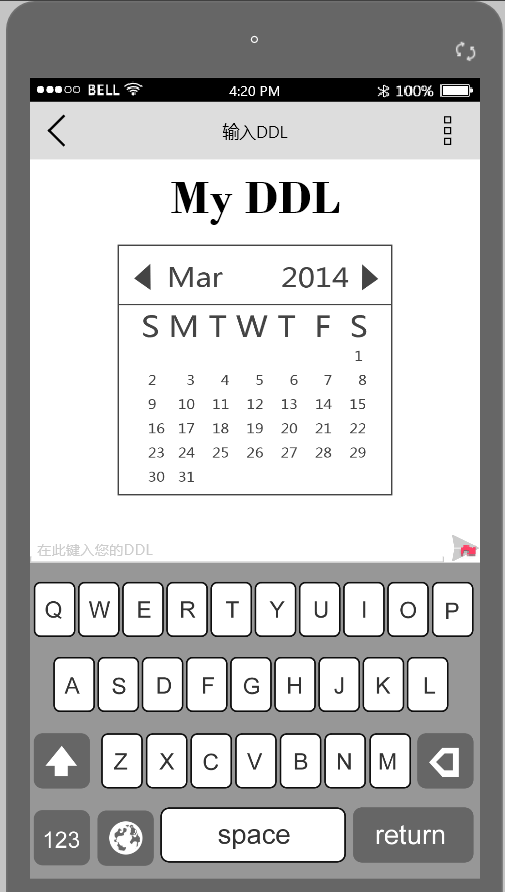 BELL 4:20 PM 100%
输入DDL
My DDL
Mar 2014
S M T W T F S
1
2 3 4 5 6 7 8
9 10 11 12 13 14 15
16 17 18 19 20 21 22
23 24 25 26 27 28 29
30 31
在此键入您的DDL
Q W E R T Y U I O P
A S D F G H J K L
Z X C V B N M
123 space return